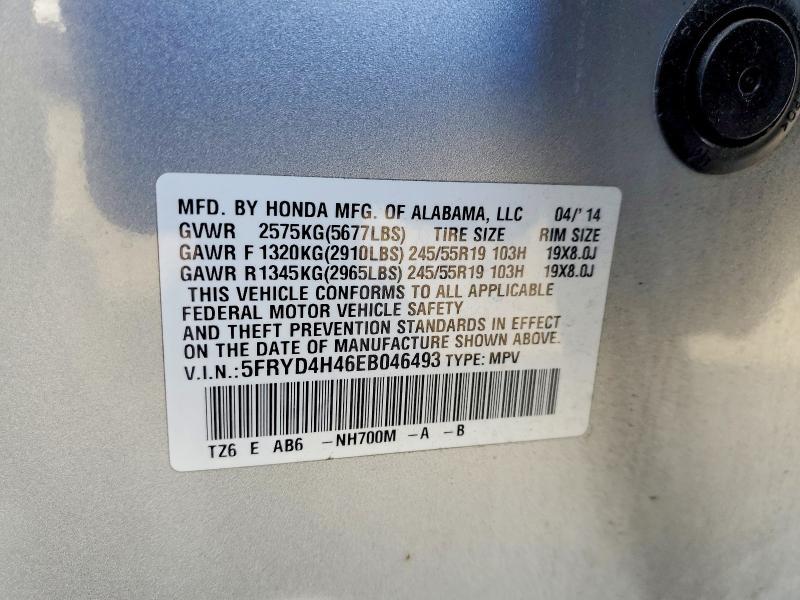 MFD. BY HONDA MFG. OF ALABAMA, LLC 04/'14
GVWR 2575KG(5677LBS) TIRE SIZE RIM SIZE
GAWR F 1320KG(2910LBS) 245/55R19 103H 19X8.0J
GAWR R1345KG(2965LBS) 245/55R19 103H 19X8.0J
THIS VEHICLE CONFORMS TO ALL APPLICABLE
FEDERAL MOTOR VEHICLE SAFETY
AND THEFT PREVENTION STANDARDS IN EFFECT
ON THE DATE OF MANUFACTURE SHOWN ABOVE.
V.I.N.: 5FRYD4H46EB046493 TYPE: MPV
TZ6 E AB6 -NH700M -A -B